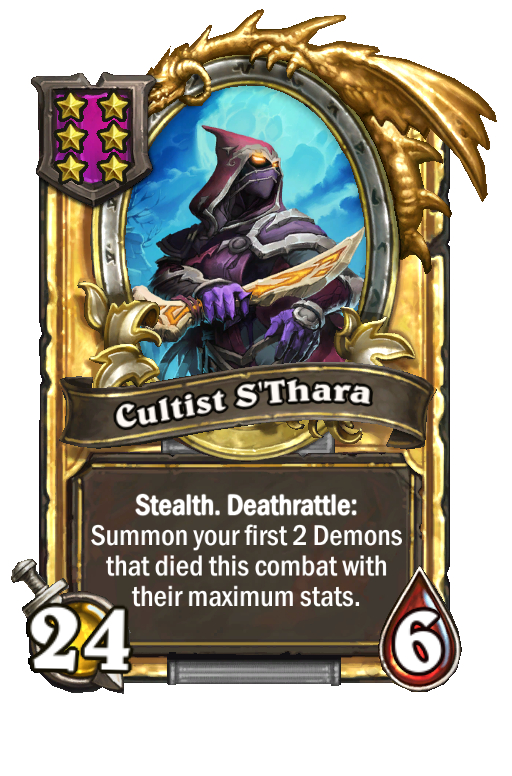 Cultist S'Thara
Stealth. Deathrattle:
Summon your first 2 Demons
that died this combat with
their maximum stats.
24
6